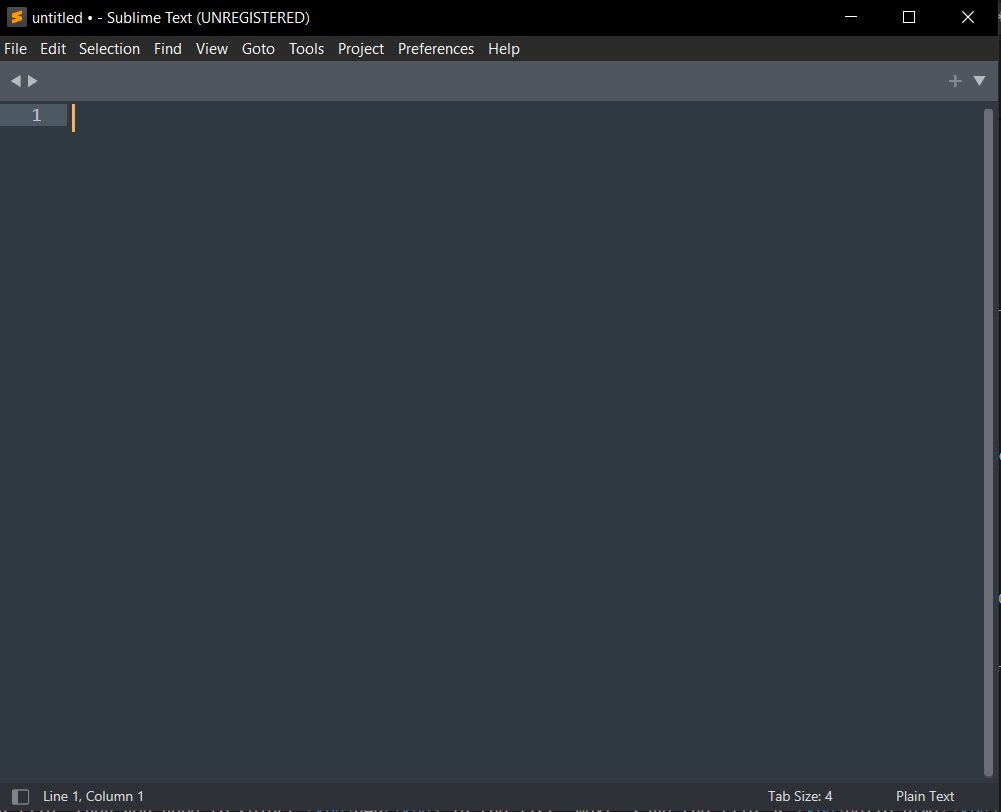 untitled • - Sublime Text (UNREGISTERED)
File Edit Selection Find View Goto Tools Project Preferences Help
1
Line 1, Column 1 Tab Size: 4 Plain Text